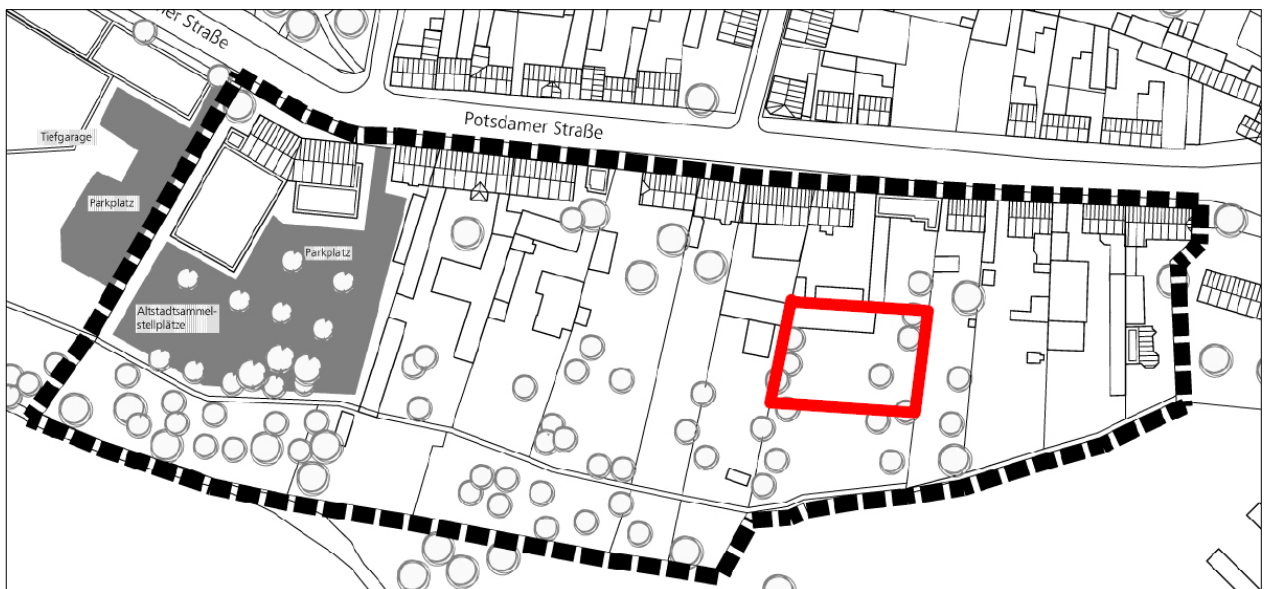 er Straße
Potsdamer Straße
Tiefgarage
Parkplatz
Parkplatz
Altstadtsammel-
stellplätze